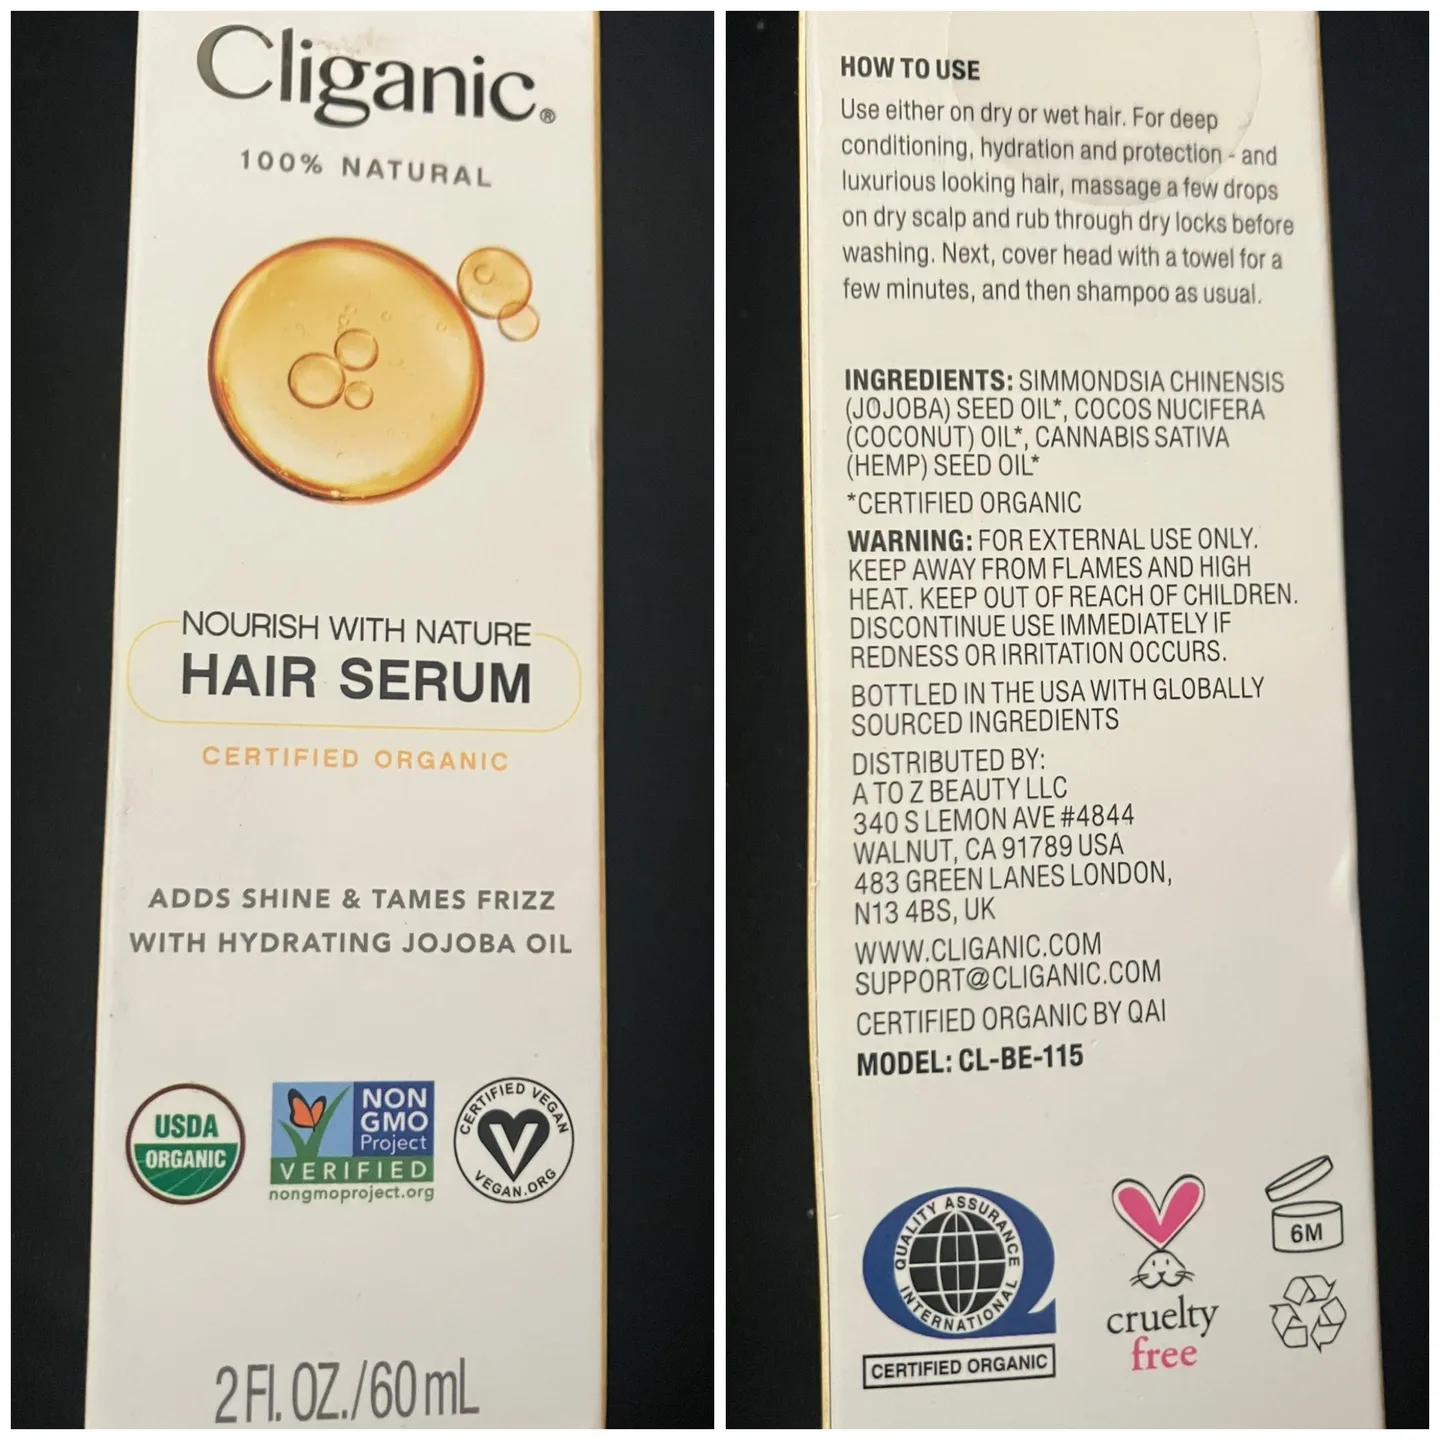 Cliganic®
100% NATURAL
NOURISH WITH NATURE
HAIR SERUM
CERTIFIED ORGANIC
ADDS SHINE & TAMES FRIZZ
WITH HYDRATING JOJOBA OIL
USDA
ORGANIC
NON
GMO
Project
VERIFIED
nongmoproject.org
CERTIFIED VEGAN
V
VEGAN.ORG
2 FL. OZ./60 mL
HOW TO USE
Use either on dry or wet hair. For deep
conditioning, hydration and protection - and
luxurious looking hair, massage a few drops
on dry scalp and rub through dry locks before
washing. Next, cover head with a towel for a
few minutes, and then shampoo as usual.
INGREDIENTS: SIMMONDSIA CHINENSIS
(JOJOBA) SEED OIL*, COCOS NUCIFERA
(COCONUT) OIL*, CANNABIS SATIVA
(HEMP) SEED OIL*
*CERTIFIED ORGANIC
WARNING: FOR EXTERNAL USE ONLY.
KEEP AWAY FROM FLAMES AND HIGH
HEAT. KEEP OUT OF REACH OF CHILDREN.
DISCONTINUE USE IMMEDIATELY IF
REDNESS OR IRRITATION OCCURS.
BOTTLED IN THE USA WITH GLOBALLY
SOURCED INGREDIENTS
DISTRIBUTED BY:
A TO Z BEAUTY LLC
340 S LEMON AVE #4844
WALNUT, CA 91789 USA
483 GREEN LANES LONDON,
N13 4BS, UK
WWW.CLIGANIC.COM
SUPPORT@CLIGANIC.COM
CERTIFIED ORGANIC BY QAI
MODEL: CL-BE-115
QUALITY ASSURANCE
INTERNATIONAL
CERTIFIED ORGANIC
cruelty
free
6M